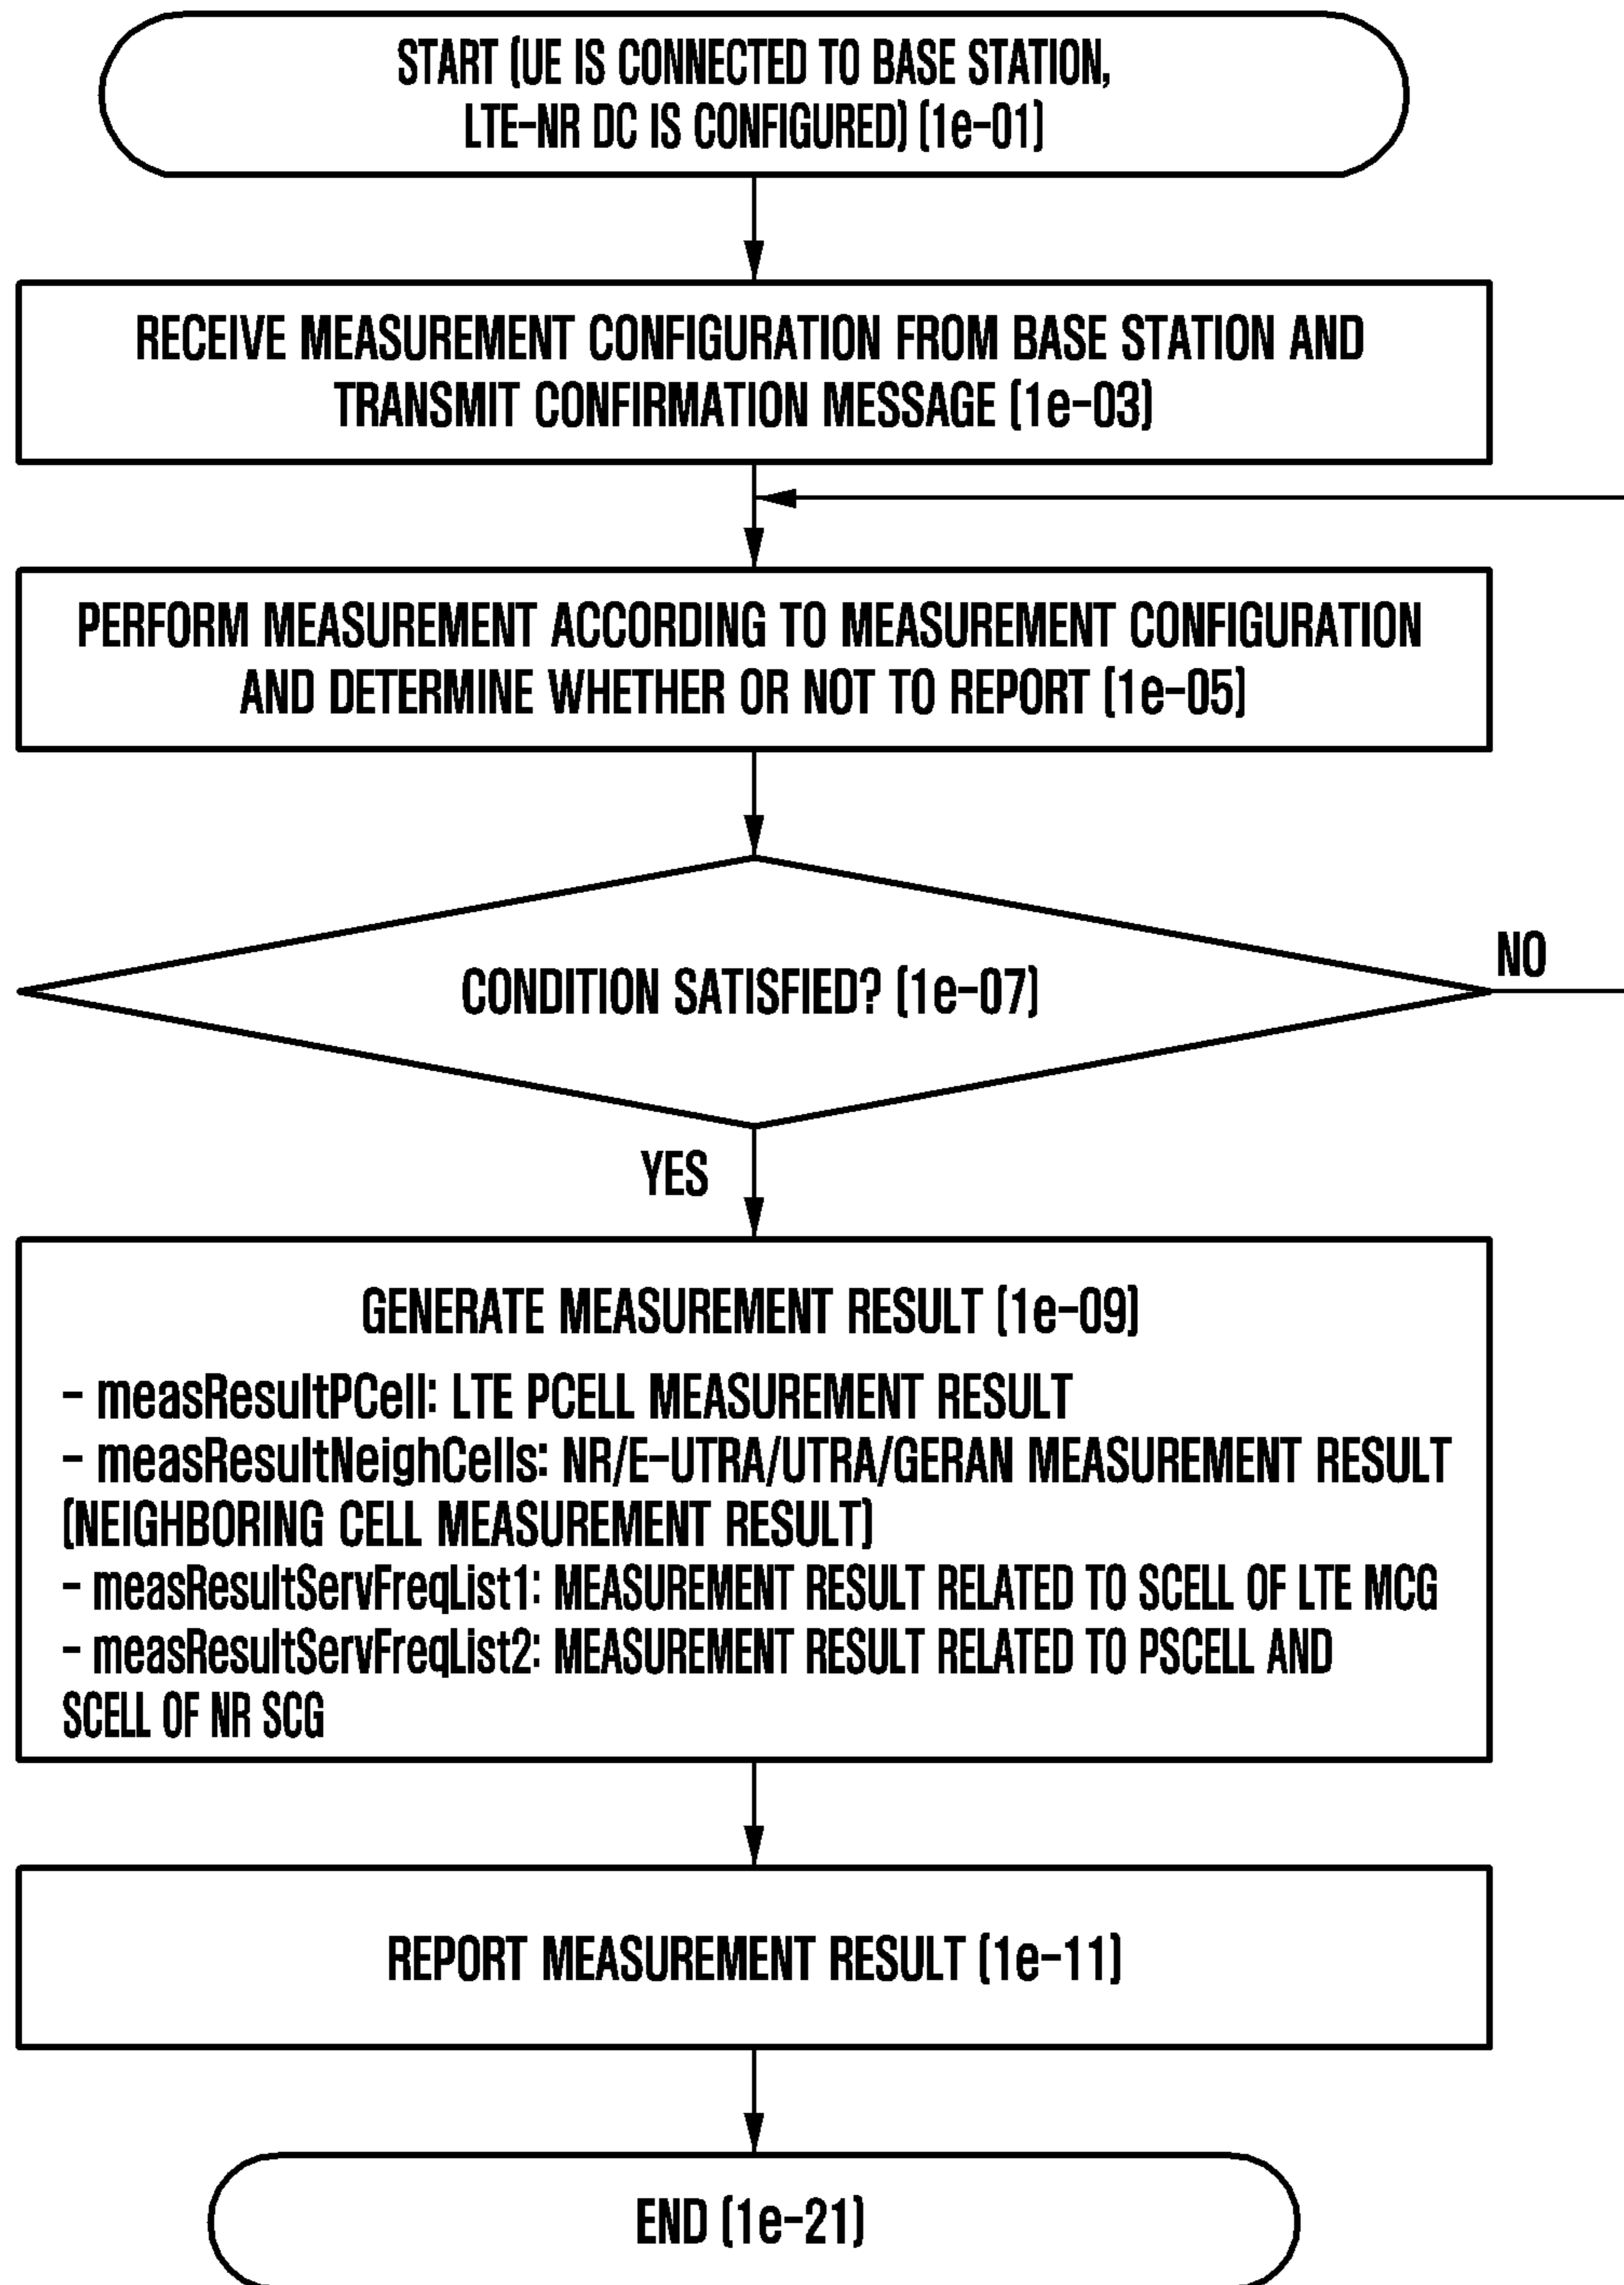 START (UE IS CONNECTED TO BASE STATION,
LTE-NR DC IS CONFIGURED) (1e-01)
RECEIVE MEASUREMENT CONFIGURATION FROM BASE STATION AND
TRANSMIT CONFIRMATION MESSAGE (1e-03)
PERFORM MEASUREMENT ACCORDING TO MEASUREMENT CONFIGURATION
AND DETERMINE WHETHER OR NOT TO REPORT (1e-05)
CONDITION SATISFIED? (1e-07)
NO
YES
GENERATE MEASUREMENT RESULT (1e-09)
- measResultPCell: LTE PCELL MEASUREMENT RESULT
- measResultNeighCells: NR/E-UTRA/UTRA/GERAN MEASUREMENT RESULT
(NEIGHBORING CELL MEASUREMENT RESULT)
- measResultServFreqList1: MEASUREMENT RESULT RELATED TO SCELL OF LTE MCG
- measResultServFreqList2: MEASUREMENT RESULT RELATED TO PSCELL AND
SCELL OF NR SCG
REPORT MEASUREMENT RESULT (1e-11)
END (1e-21)